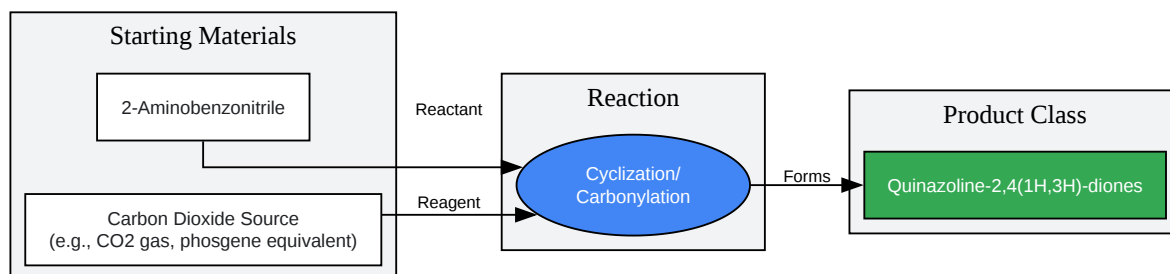 Starting Materials
2-Aminobenzonitrile
Carbon Dioxide Source
(e.g., CO2 gas, phosgene equivalent)
Reactant
Reagent
Reaction
Cyclization/
Carbonylation
Forms
Product Class
Quinazoline-2,4(1H,3H)-diones